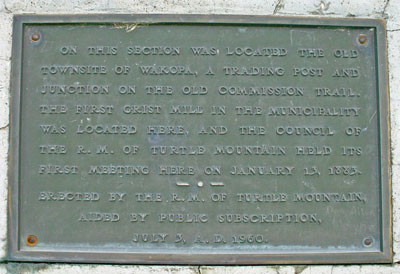 ON THIS SECTION WAS LOCATED THE OLD
TOWNSITE OF WAKOPA, A TRADING POST AND
JUNCTION ON THE OLD COMMISSION TRAIL.
THE FIRST GRIST MILL IN THE MUNICIPALITY
WAS LOCATED HERE, AND THE COUNCIL OF
THE R.M. OF TURTLE MOUNTAIN HELD ITS
FIRST MEETING HERE ON JANUARY 13, 1883.
ERECTED BY THE R.M. OF TURTLE MOUNTAIN,
AIDED BY PUBLIC SUBSCRIPTION,
JULY 3, A.D. 1960.